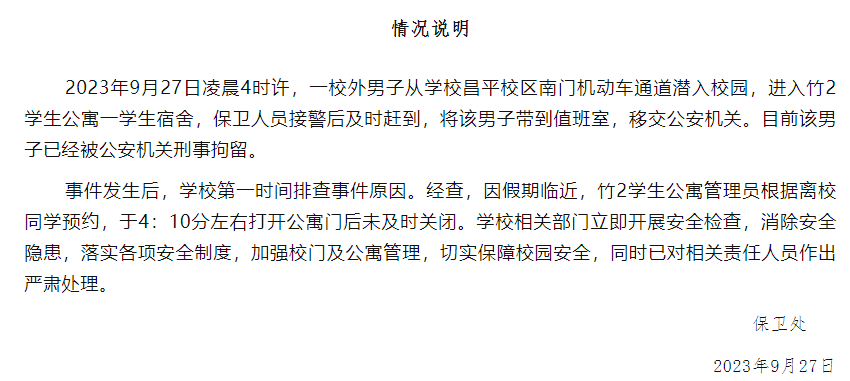 情况说明
2023年9月27日凌晨4时许，一校外男子从学校昌平校区南门机动车通道潜入校园，进入竹2
学生公寓一学生宿舍，保卫人员接警后及时赶到，将该男子带到值班室，移交公安机关。目前该男
子已经被公安机关刑事拘留。
事件发生后，学校第一时间排查事件原因。经查，因假期临近，竹2学生公寓管理员根据离校
同学预约，于4：10分左右打开公寓门后未及时关闭。学校相关部门立即开展安全检查，消除安全
隐患，落实各项安全制度，加强校门及公寓管理，切实保障校园安全，同时已对相关责任人员作出
严肃处理。
保卫处
2023年9月27日